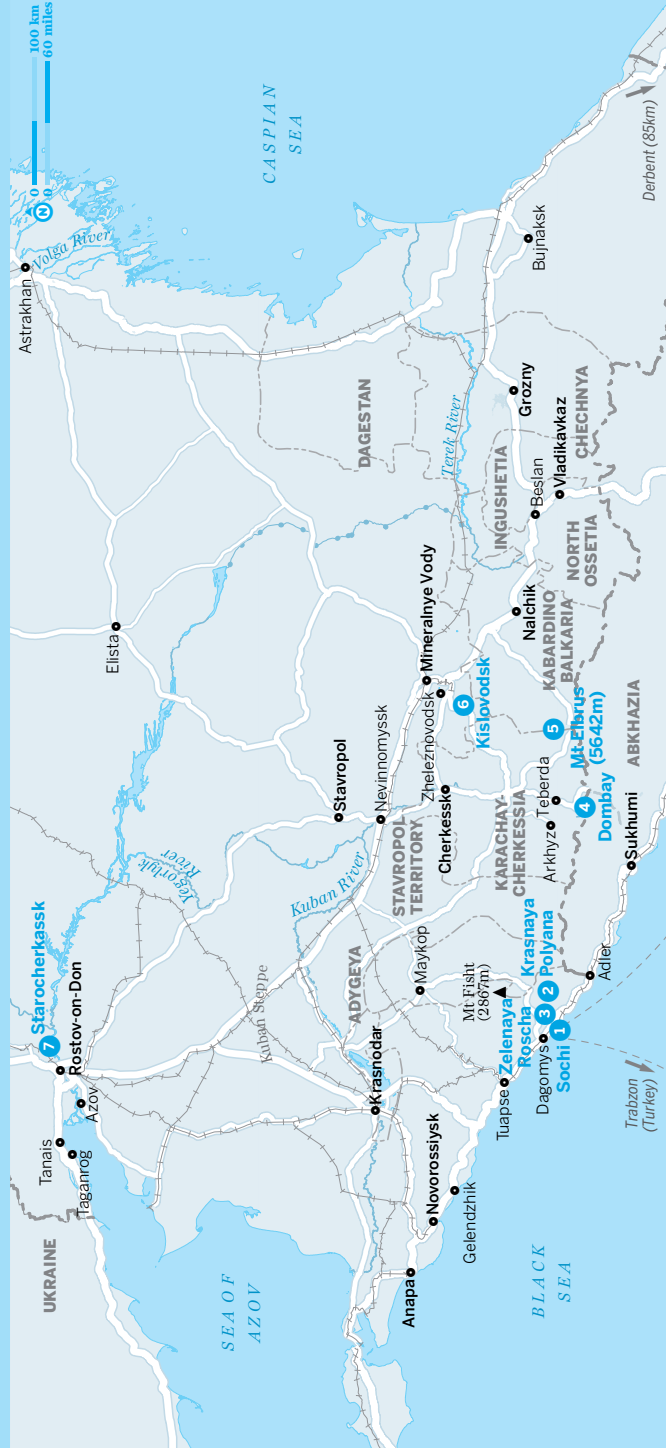 0
100 km
0
60 miles
N
UKRAINE
Tanais
Taganrog
Azov
Rostov-on-Don
7 Starocherkassk
Elista
Astrakhan
Volga River
Yegorlyk
River
SEA OF
AZOV
Kuban Steppe
CASPIAN
SEA
Kuban River
Stavropol
Nevinnomyssk
DAGESTAN
Krasnodar
ADYGEYA
STAVROPOL
TERRITORY
Anapa
Novorossiysk
Gelendzhik
Maykop
Cherkessk
Zheleznovodsk
Mineralnye Vody
6
Kislovodsk
Terek River
Mt Fisht
(2867m)
KARACHAY-
CHERKESSIA
INGUSHETIA
Grozny
Bujnaksk
Tuapse
Zelenaya
Roscha
3
2
Krasnaya
Polyana
Dagomys
Sochi
1
Arkhyz
Teberda
5
Mt Elbrus
(5642m)
KABARDINO
BALKARIA
Nalchik
Beslan
Vladikavkaz
NORTH
OSSETIA
CHECHNYA
BLACK
SEA
Adler
4
Dombay
Sukhumi
ABKHAZIA
Trabzon
(Turkey)
Derbent (85km)